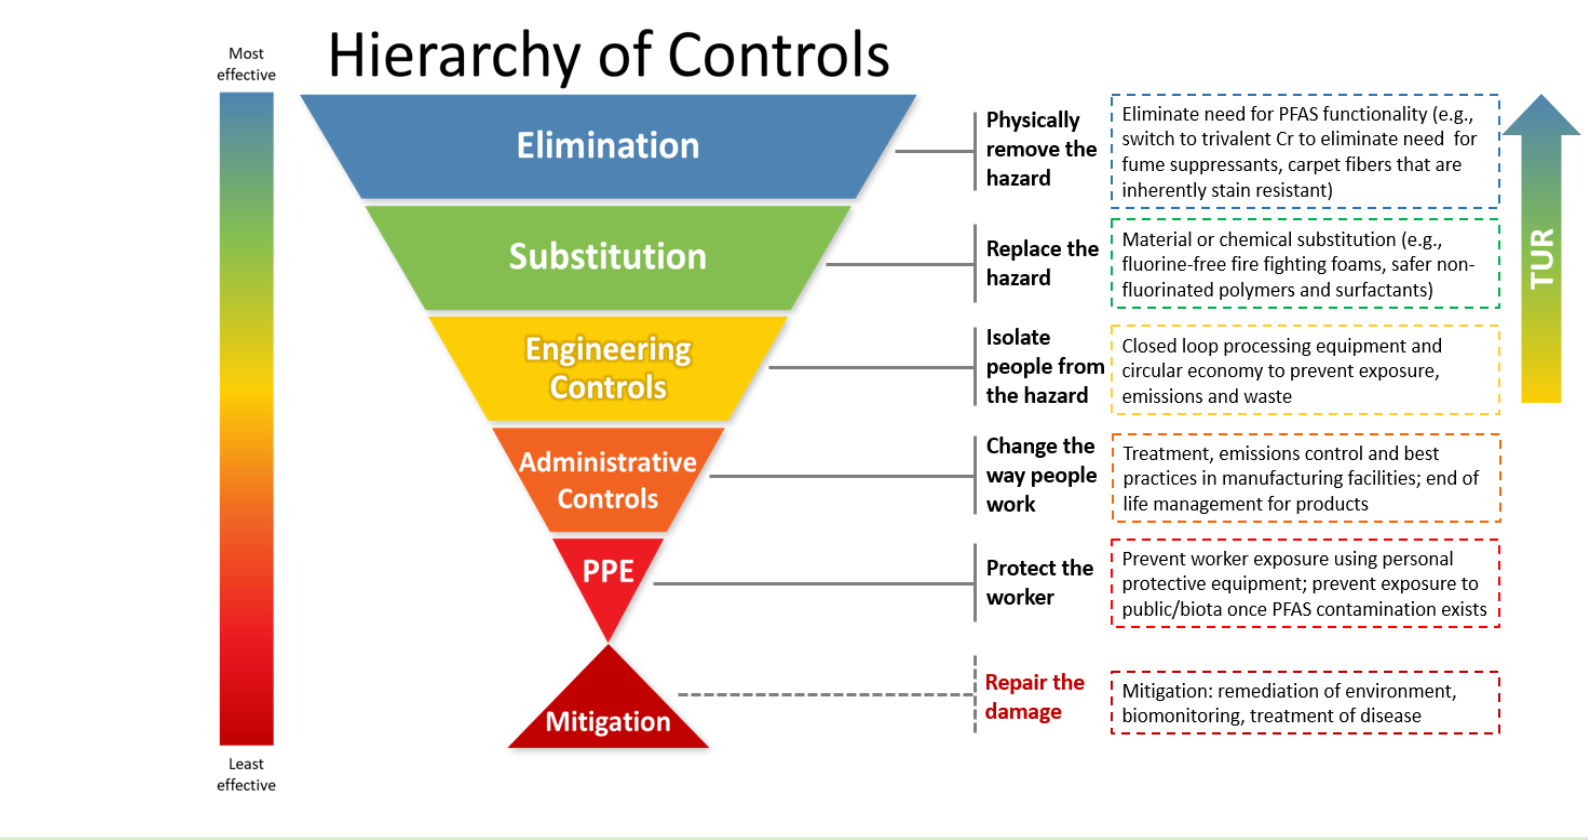 Hierarchy of Controls
Most
effective
Elimination
Physically
remove the
hazard
Eliminate need for PFAS functionality (e.g.,
switch to trivalent Cr to eliminate need for
fume suppressants, carpet fibers that are
inherently stain resistant)
Substitution
Replace the
hazard
Material or chemical substitution (e.g.,
fluorine-free fire fighting foams, safer non-
fluorinated polymers and surfactants)
TUR
Engineering
Controls
Isolate
people from
the hazard
Closed loop processing equipment and
circular economy to prevent exposure,
emissions and waste
Administrative
Controls
Change the
way people
work
Treatment, emissions control and best
practices in manufacturing facilities; end of
life management for products
PPE
Protect the
worker
Prevent worker exposure using personal
protective equipment; prevent exposure to
public/biota once PFAS contamination exists
Mitigation
Repair the
damage
Mitigation: remediation of environment,
biomonitoring, treatment of disease
Least
effective